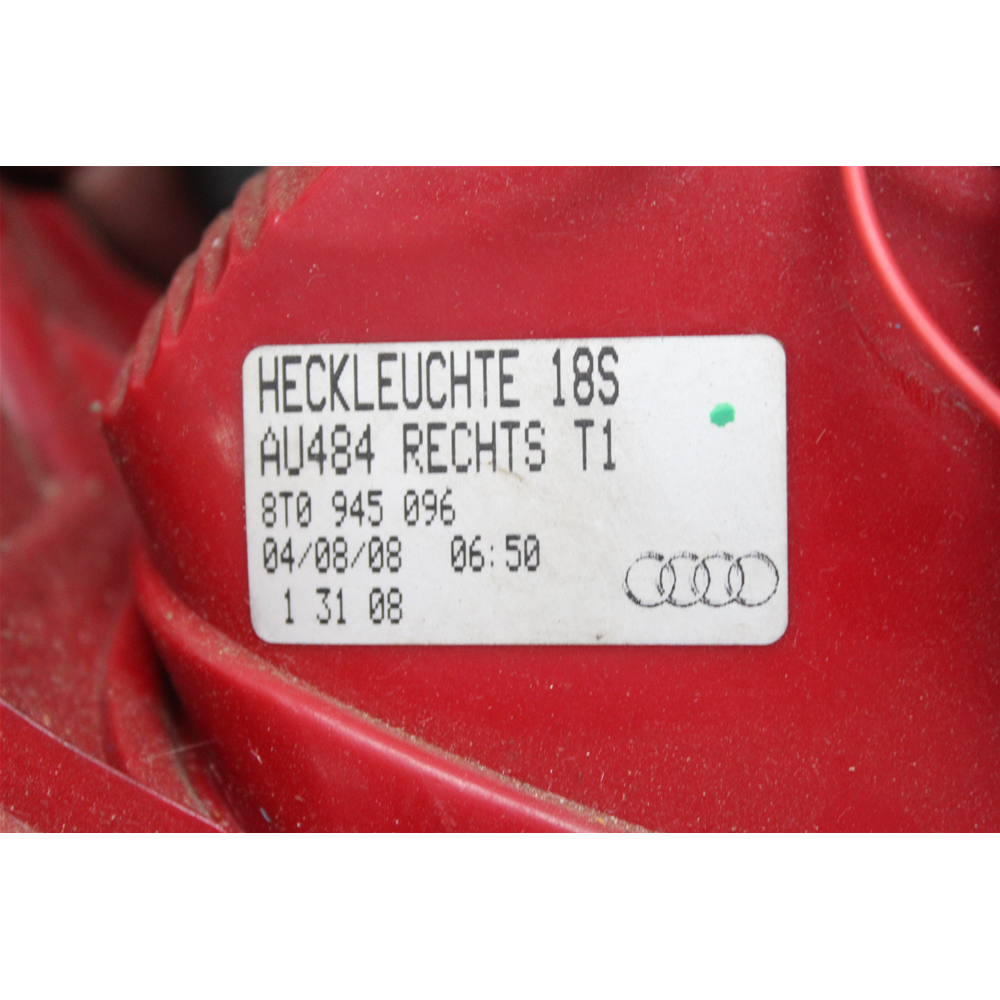 HECKLEUCHTE 18S
AU484 RECHTS T1
8T0 945 096
04/08/08 06:50
1 31 08